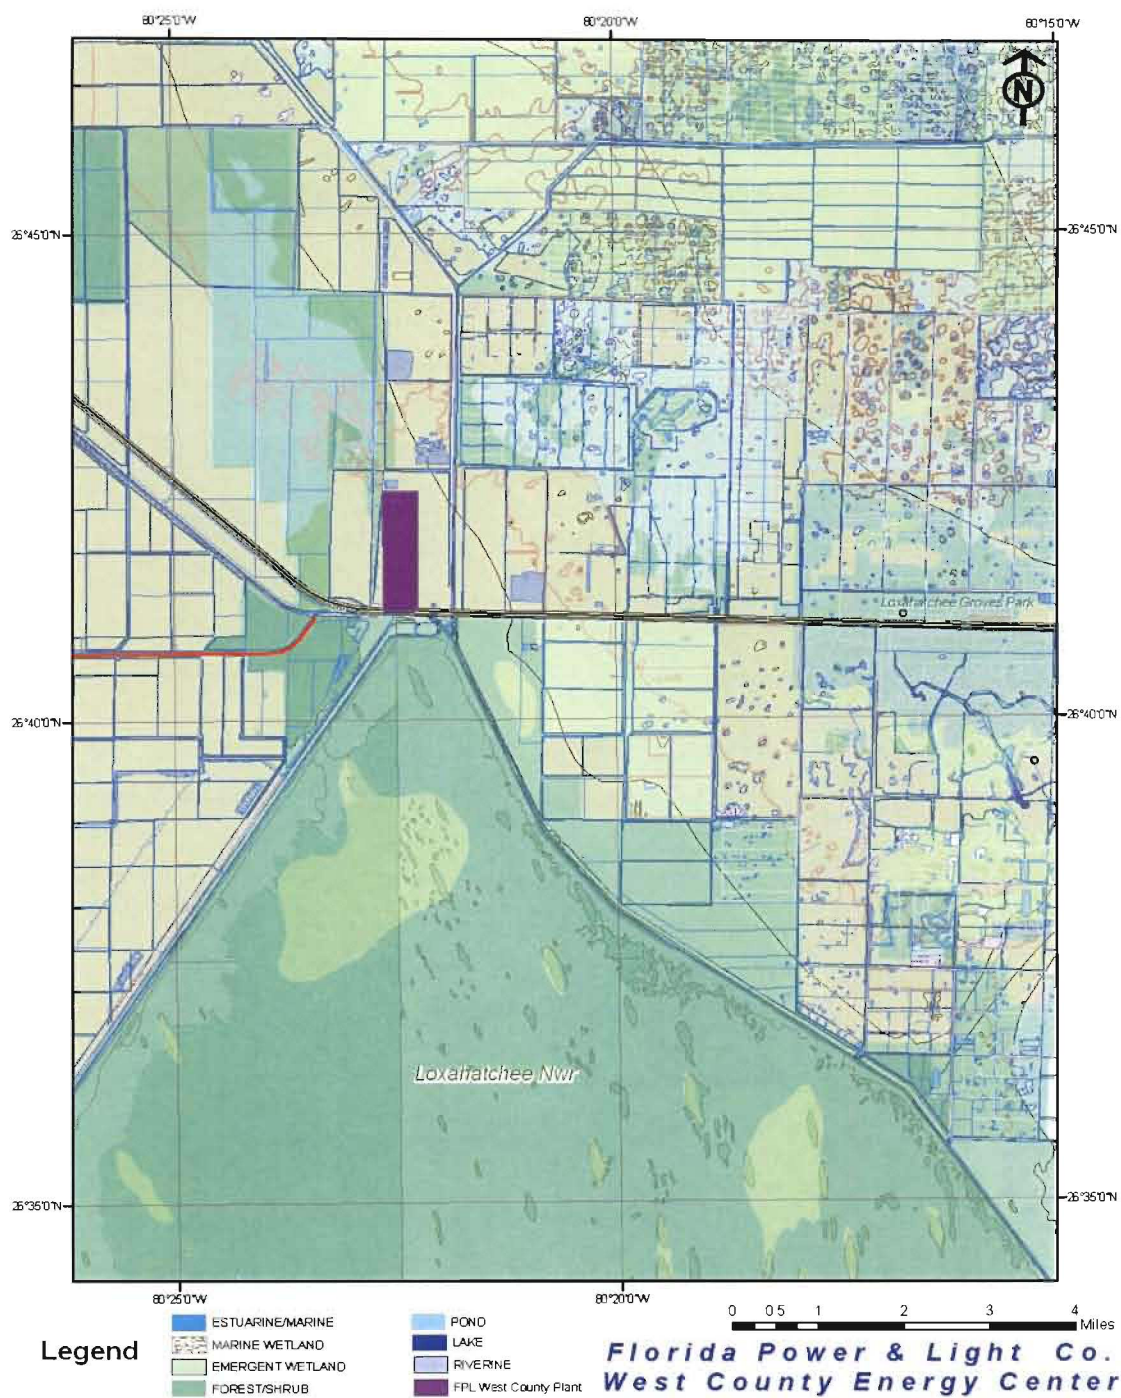 80°25'0"W 80°20'0"W 80°15'0"W
N
26°45'0"N 26°45'0"N
Loxahatchee Groves Park
26°40'0"N 26°40'0"N
Loxahatchee Nwr
26°35'0"N 26°35'0"N
80°25'0"W 80°20'0"W
0 0.5 1 2 3 4
Miles
Legend
ESTUARINE/MARINE
MARINE WETLAND
EMERGENT WETLAND
FOREST/SHRUB
POND
LAKE
RIVERINE
FPL West County Plant
Florida Power & Light Co.
West County Energy Center